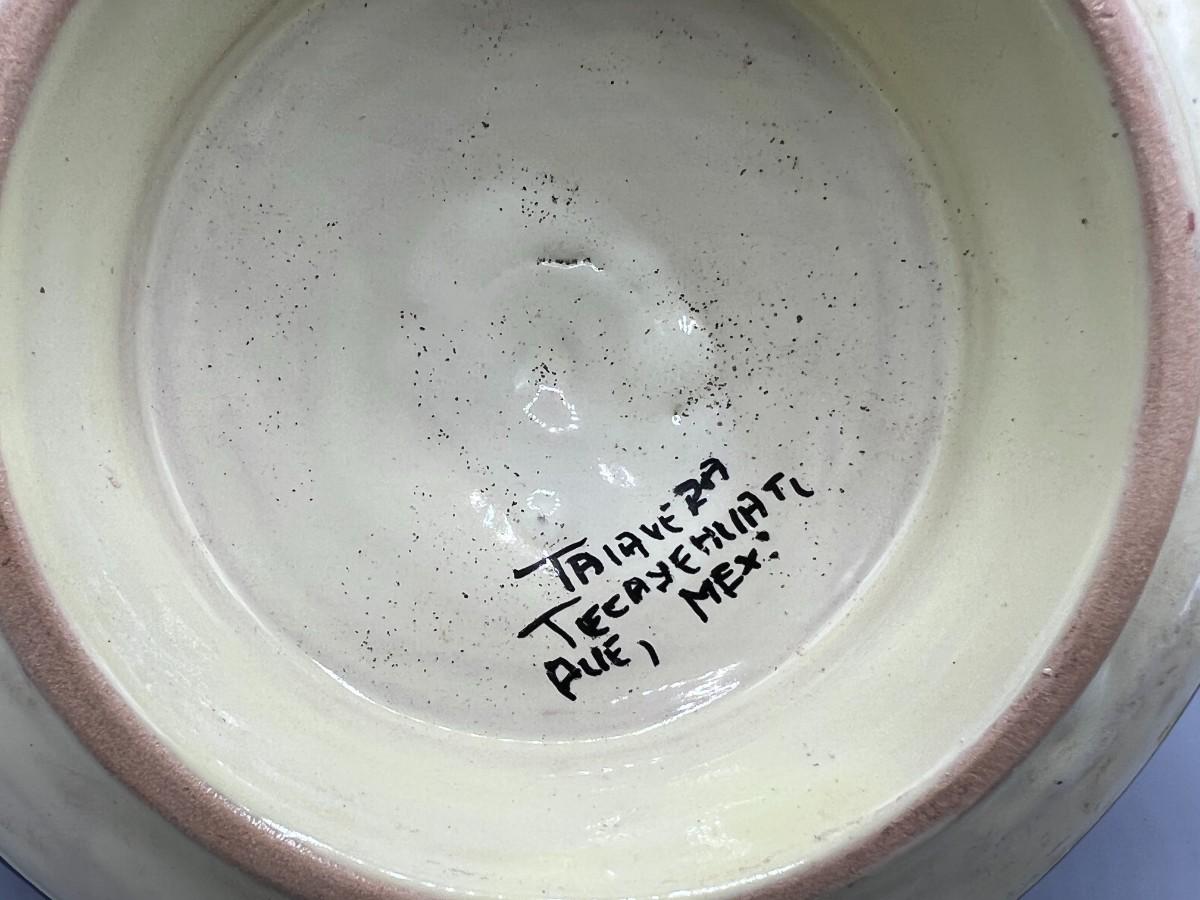 TALAVERA
TECAYEHUATL
PUE, MEX.